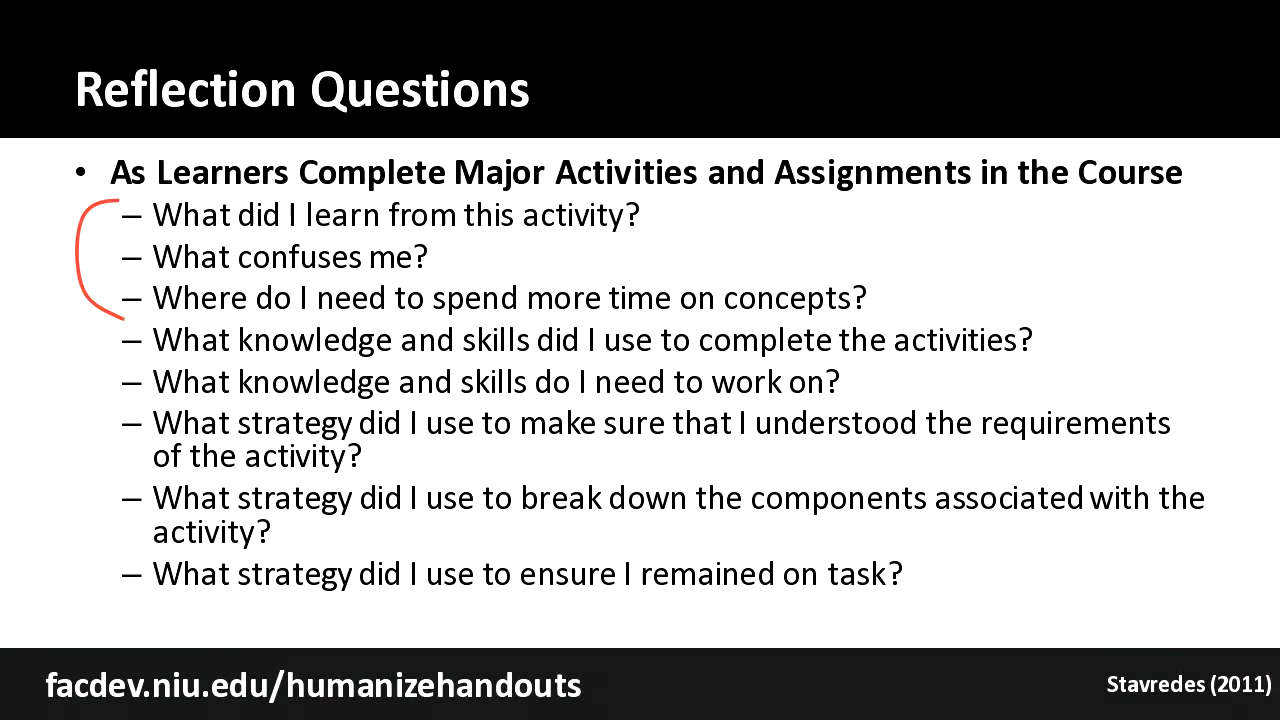 Reflection Questions
• As Learners Complete Major Activities and Assignments in the Course
– What did I learn from this activity?
– What confuses me?
– Where do I need to spend more time on concepts?
– What knowledge and skills did I use to complete the activities?
– What knowledge and skills do I need to work on?
– What strategy did I use to make sure that I understood the requirements
of the activity?
– What strategy did I use to break down the components associated with the
activity?
– What strategy did I use to ensure I remained on task?
facdev.niu.edu/humanizehandouts
Stavredes (2011)